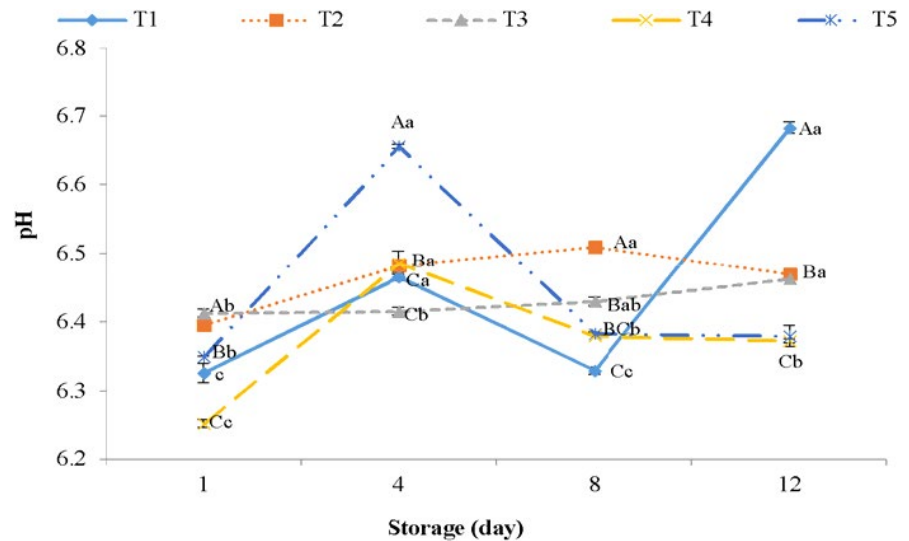 T1 T2 T3 T4 T5
6.8
6.7
6.6
6.5
6.4
6.3
6.2
pH
Aa
Aa
Aa
Ba
Ba
Ca
Ab
Cb
Bab
BCb
Bb
c
Cc
Cb
Cc
1 4 8 12
Storage (day)